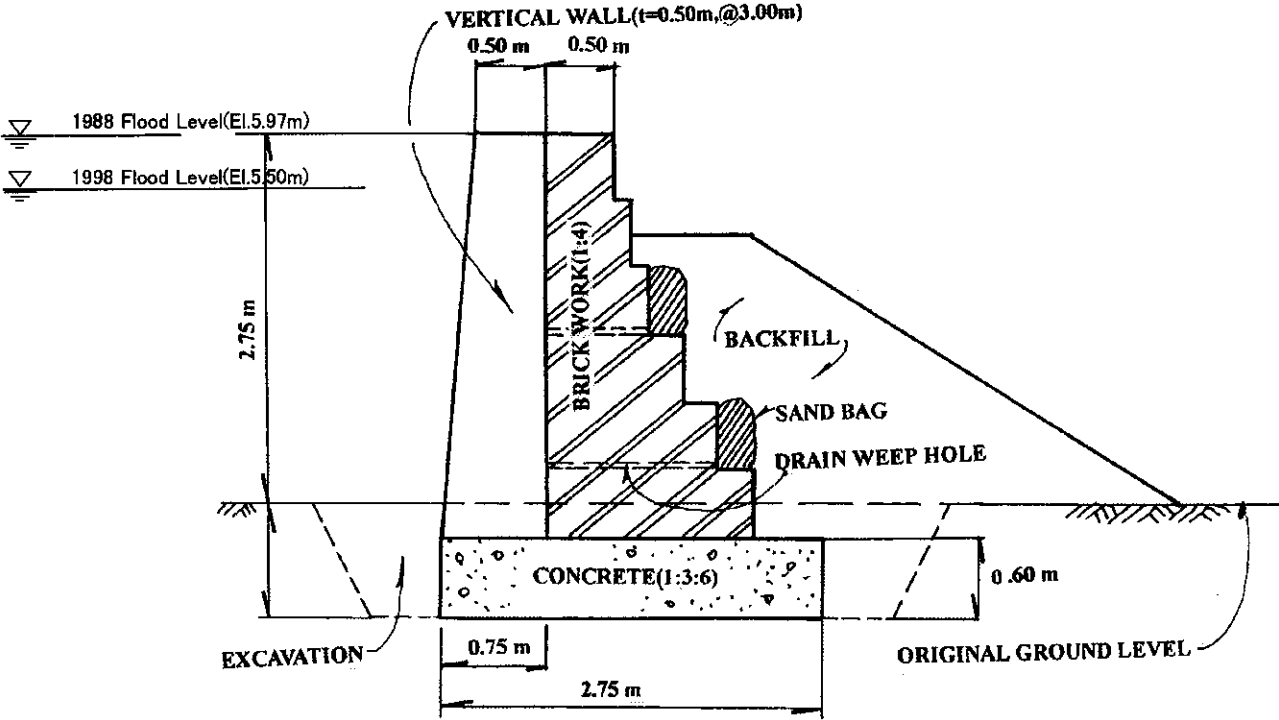 VERTICAL WALL(t=0.50m,@3.00m)
0.50 m
0.50 m
1988 Flood Level(El.5.97m)
1998 Flood Level(El.5.50m)
BRICK WORK(1:4)
2.75 m
BACKFILL
SAND BAG
DRAIN WEEP HOLE
CONCRETE(1:3:6)
0.60 m
EXCAVATION
0.75 m
ORIGINAL GROUND LEVEL
2.75 m